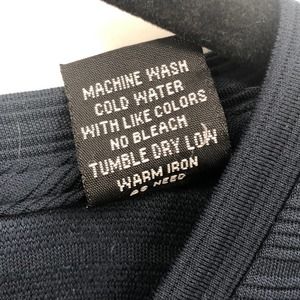 MACHINE WASH
COLD WATER
WITH LIKE COLORS
NO BLEACH
TUMBLE DRY LOW
WARM IRON
AS NEED